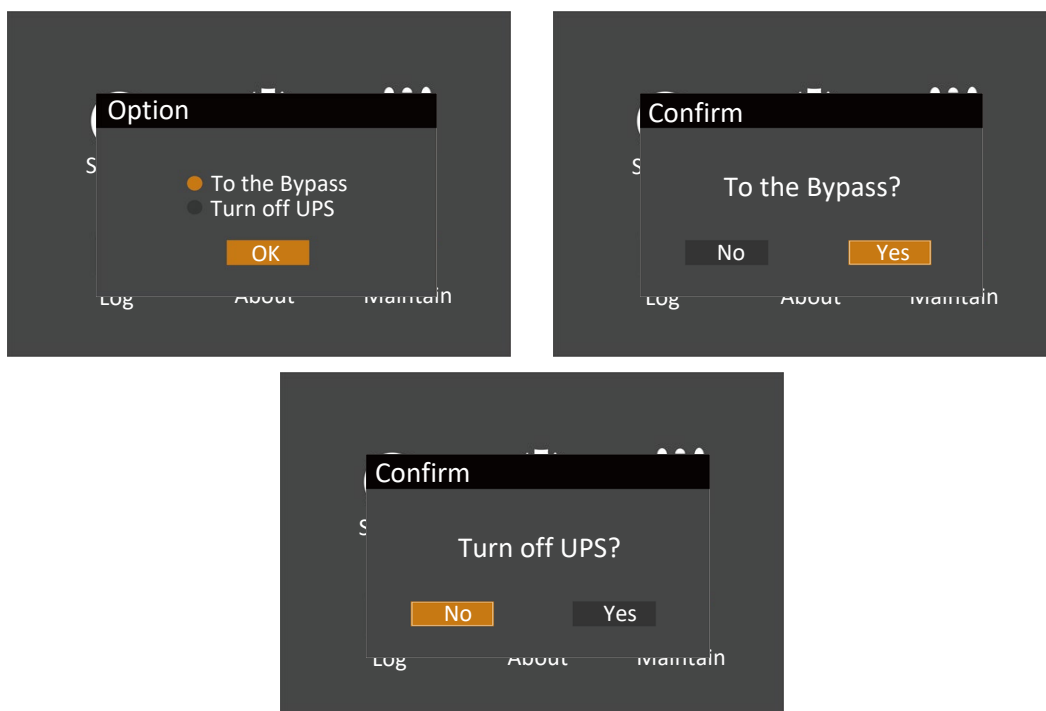 Option
S
To the Bypass
Turn off UPS
OK
Log About Maintain
Confirm
S
To the Bypass?
No Yes
Log About Maintain
Confirm
S
Turn off UPS?
No Yes
Log About Maintain